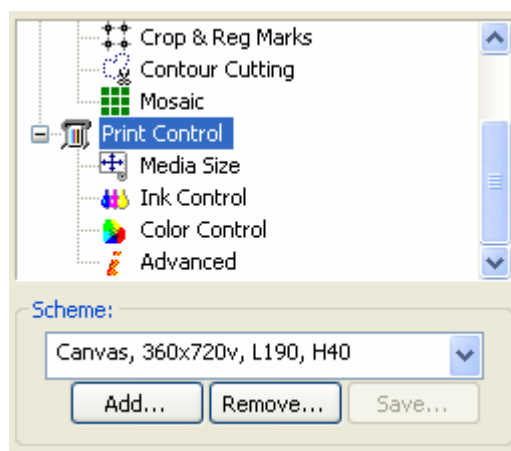 Crop & Reg Marks
Contour Cutting
Mosaic
Print Control
Media Size
Ink Control
Color Control
Advanced
Scheme:
Canvas, 360x720v, L190, H40
Add... Remove... Save...